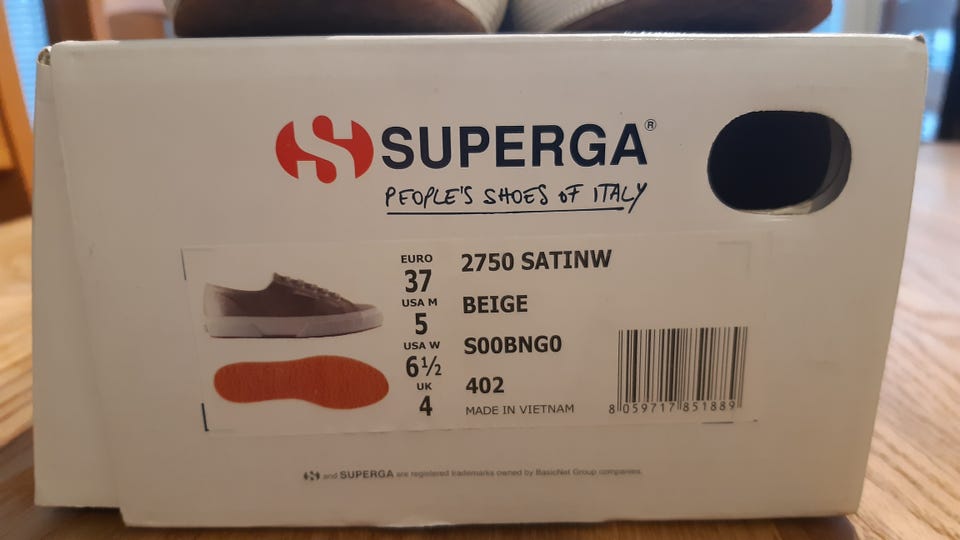 SUPERGA®
PEOPLE'S SHOES OF ITALY
EURO
37
USA M
5
USA W
6½
UK
4
2750 SATINW
BEIGE
S00BNG0
402
MADE IN VIETNAM
8 059717 851889
and SUPERGA are registered trademarks owned by BasicNet Group companies.